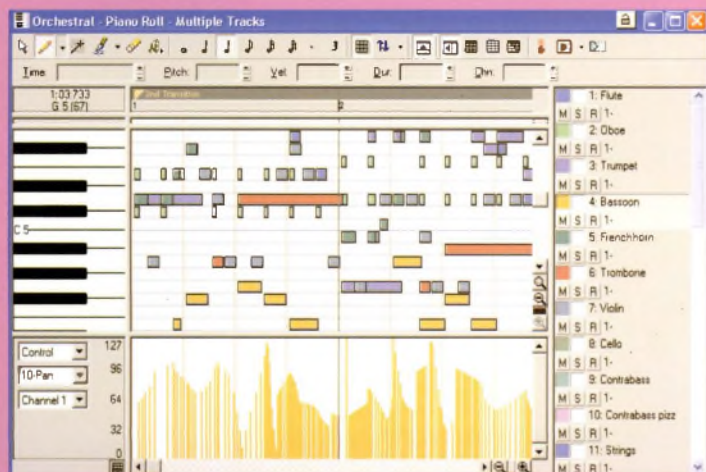 Orchestral - Piano Roll - Multiple Tracks
Time: Pitch: Vel: Dur: Chn:
1:03:733
G 5 (67)
2nd Transition
1 2
C 5
Control
10-Pan
Channel 1
127
96
64
32
0
1: Flute
M S R 1-
2: Oboe
M S R 1-
3: Trumpet
M S R 1-
4: Bassoon
M S R 1-
5: Frenchhorn
M S R 1-
6: Trombone
M S R 1-
7: Violin
M S R 1-
8: Cello
M S R 1-
9: Contrabass
M S R 1-
10: Contrabass pizz
M S R 1-
11: Strings
M S R 1-